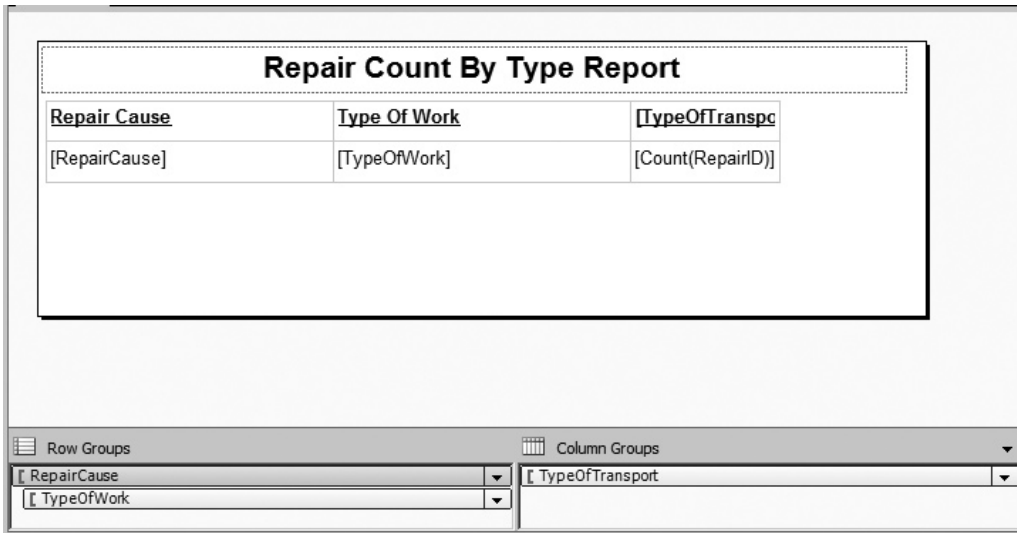 Repair Count By Type Report
Repair Cause Type Of Work [TypeOfTranspo
[RepairCause] [TypeOfWork] [Count(RepairID)]
Row Groups Column Groups
[ RepairCause [ TypeOfTransport
[ TypeOfWork